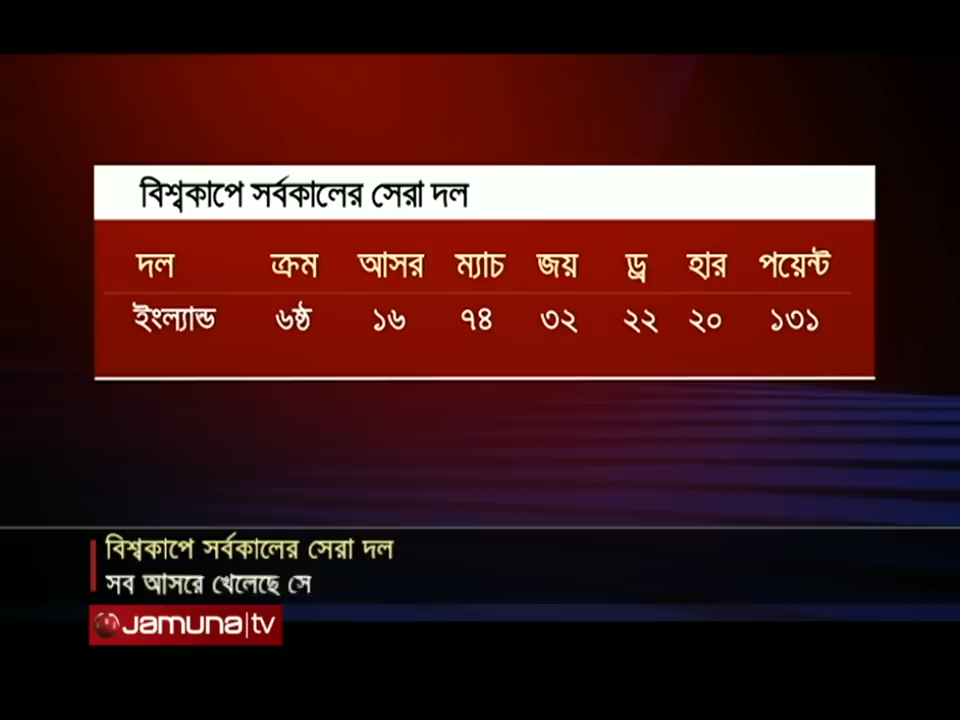 বিশ্বকাপে সর্বকালের সেরা দল
দল ক্রম আসর ম্যাচ জয় ড্র হার পয়েন্ট
ইংল্যান্ড ৬ষ্ঠ ১৬ ৭৪ ৩২ ২২ ২০ ১৩১
বিশ্বকাপে সর্বকালের সেরা দল
সব আসরে খেলেছে সে
Jamuna|tv